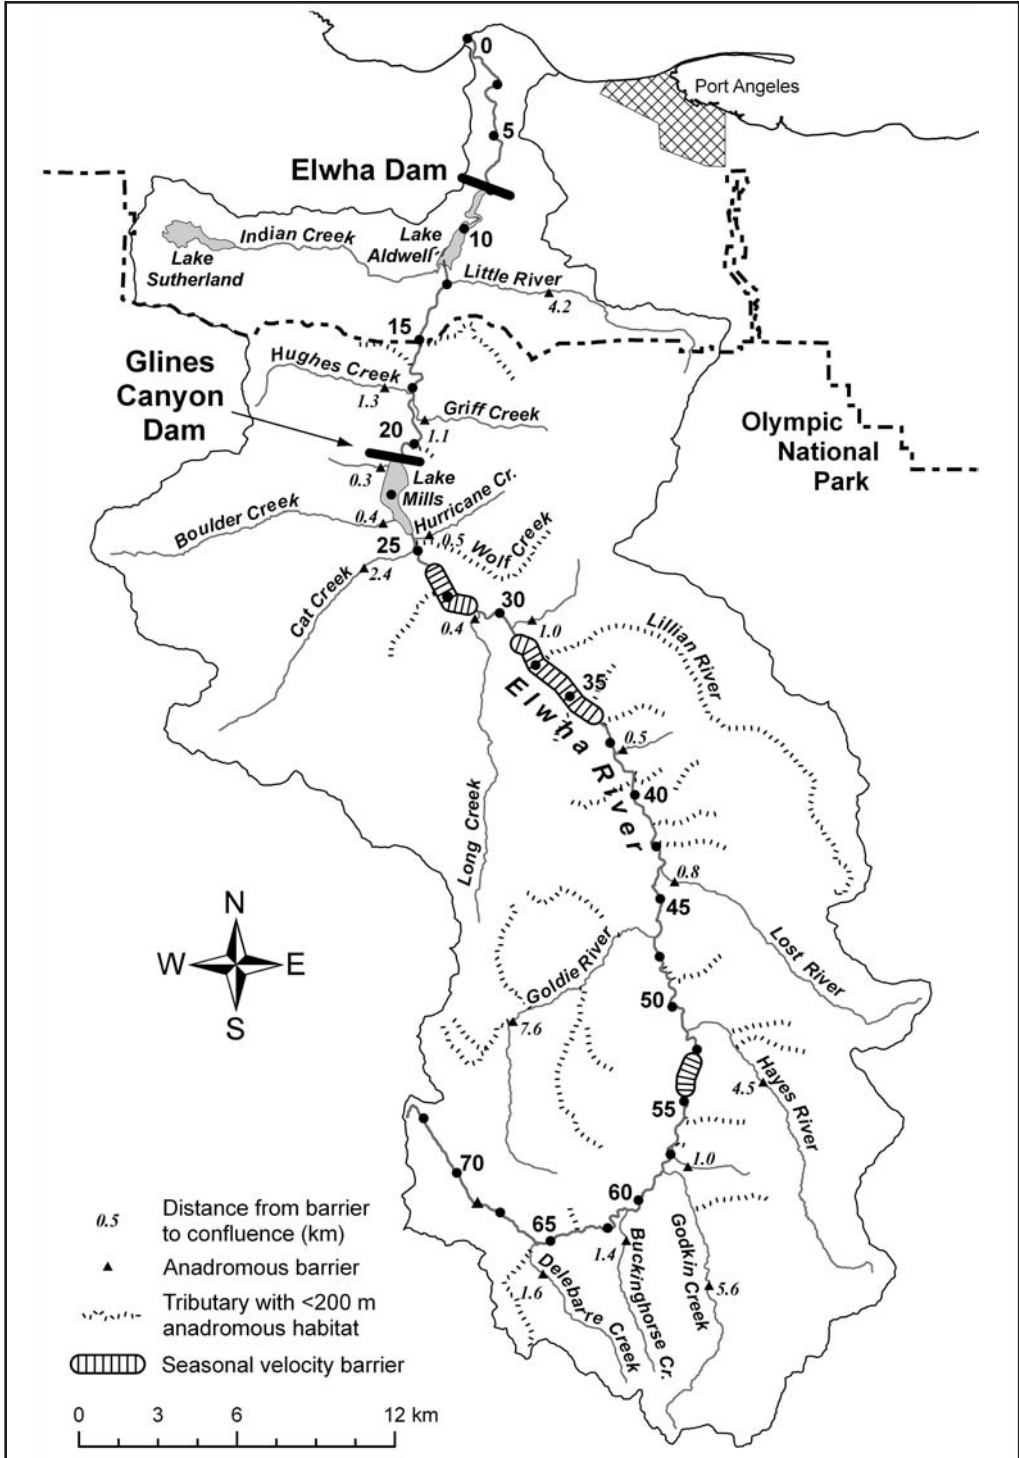 0
Port Angeles
5
Elwha Dam
10
Lake
Aldwell
Indian Creek
Lake
Sutherland
Little River
4.2
15
Hughes Creek
1.3
Glines
Canyon
Dam
Griff Creek
1.1
20
Olympic
National
Park
0.3
Lake
Mills
Hurricane Cr.
Boulder Creek
0.4
0.5
Wolf Creek
25
2.4
Cat Creek
30
0.4
1.0
Lillian River
35
Elwha River
0.5
40
Long Creek
0.8
45
Lost River
N
W E
S
Goldie River
50
7.6
Hayes River
4.5
55
1.0
70
60
65
1.4
Buckinghorse Cr.
Godkin Creek
5.6
Delebarre Creek
1.6
0.5 Distance from barrier
to confluence (km)
Anadromous barrier
Tributary with <200 m
anadromous habitat
Seasonal velocity barrier
0 3 6 12 km